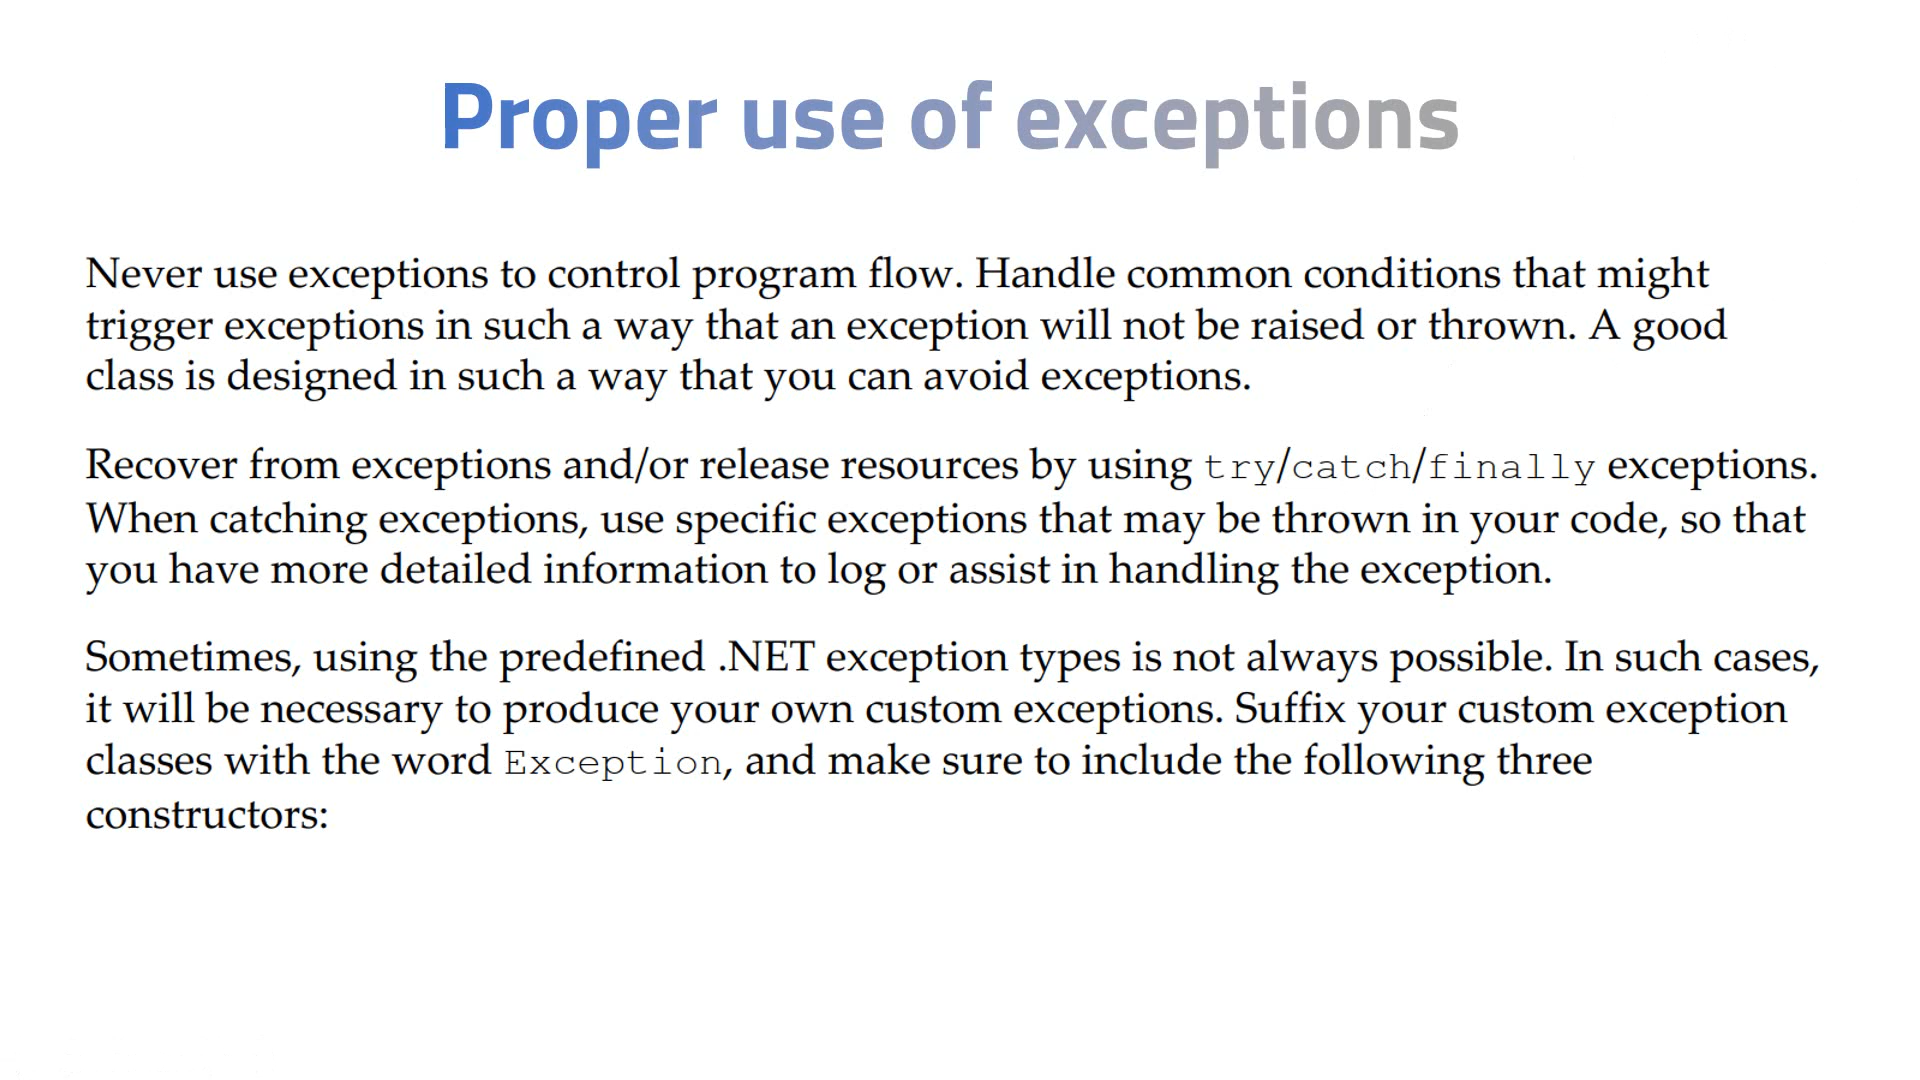 Proper use of exceptions
Never use exceptions to control program flow. Handle common conditions that might
trigger exceptions in such a way that an exception will not be raised or thrown. A good
class is designed in such a way that you can avoid exceptions.
Recover from exceptions and/or release resources by using try/catch/finally exceptions.
When catching exceptions, use specific exceptions that may be thrown in your code, so that
you have more detailed information to log or assist in handling the exception.
Sometimes, using the predefined .NET exception types is not always possible. In such cases,
it will be necessary to produce your own custom exceptions. Suffix your custom exception
classes with the word Exception, and make sure to include the following three
constructors: